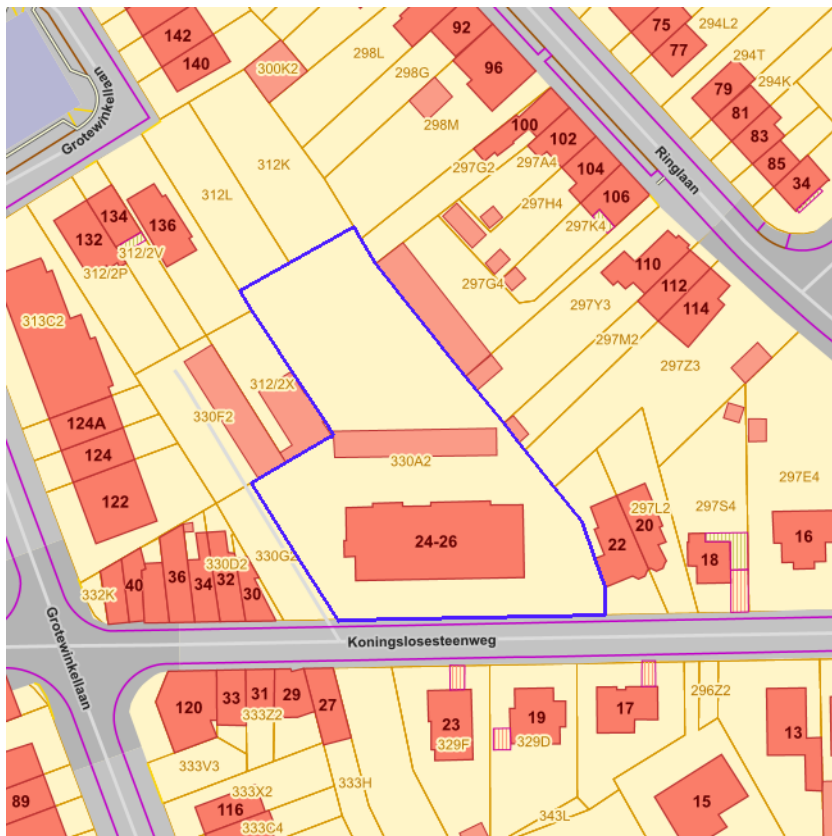 142
140
300K2
298L
298G
298M
92
96
75
77
294L2
294T
294K
79
81
83
85
34
Grotewinkellaan
312K
312L
100
102
104
106
297G2
297A4
297H4
297K4
297G4
Ringlaan
132
134
136
312/2P
312/2V
110
112
114
297Y3
297M2
297Z3
313C2
312/2X
330F2
124A
124
122
330A2
24-26
22
20
297L2
297S4
297E4
18
16
332K
40
36
34
32
30
330D2
330G2
Grotewinkellaan
Koningslosesteenweg
120
33
31
29
27
333Z2
333V3
333X2
333H
116
333C4
89
23
329F
19
329D
17
296Z2
13
15
343L